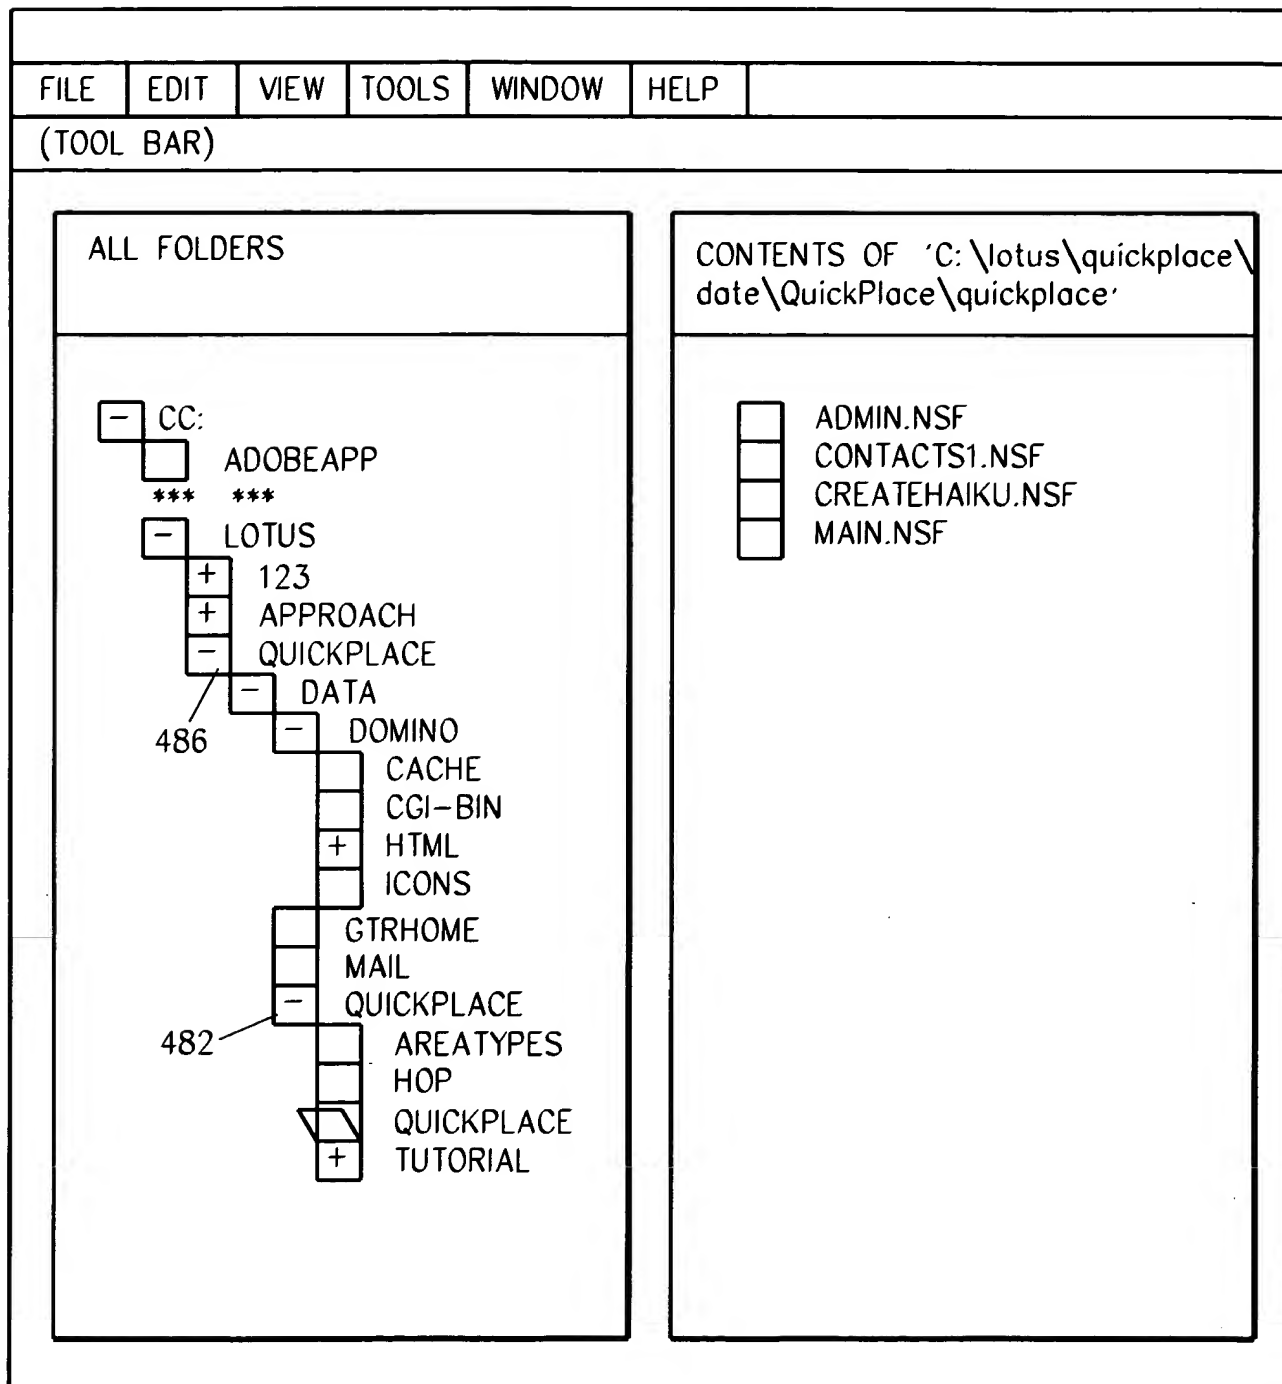 FILE EDIT VIEW TOOLS WINDOW HELP
(TOOL BAR)
ALL FOLDERS
- CC:
ADOBEAPP
*** ***
- LOTUS
+ 123
+ APPROACH
- QUICKPLACE
- DATA
486
- DOMINO
CACHE
CGI-BIN
+ HTML
ICONS
GTRHOME
MAIL
- QUICKPLACE
482
AREATYPES
HOP
QUICKPLACE
+ TUTORIAL
CONTENTS OF 'C:\lotus\quickplace\
date\QuickPlace\quickplace'
ADMIN.NSF
CONTACTS1.NSF
CREATEHAIKU.NSF
MAIN.NSF